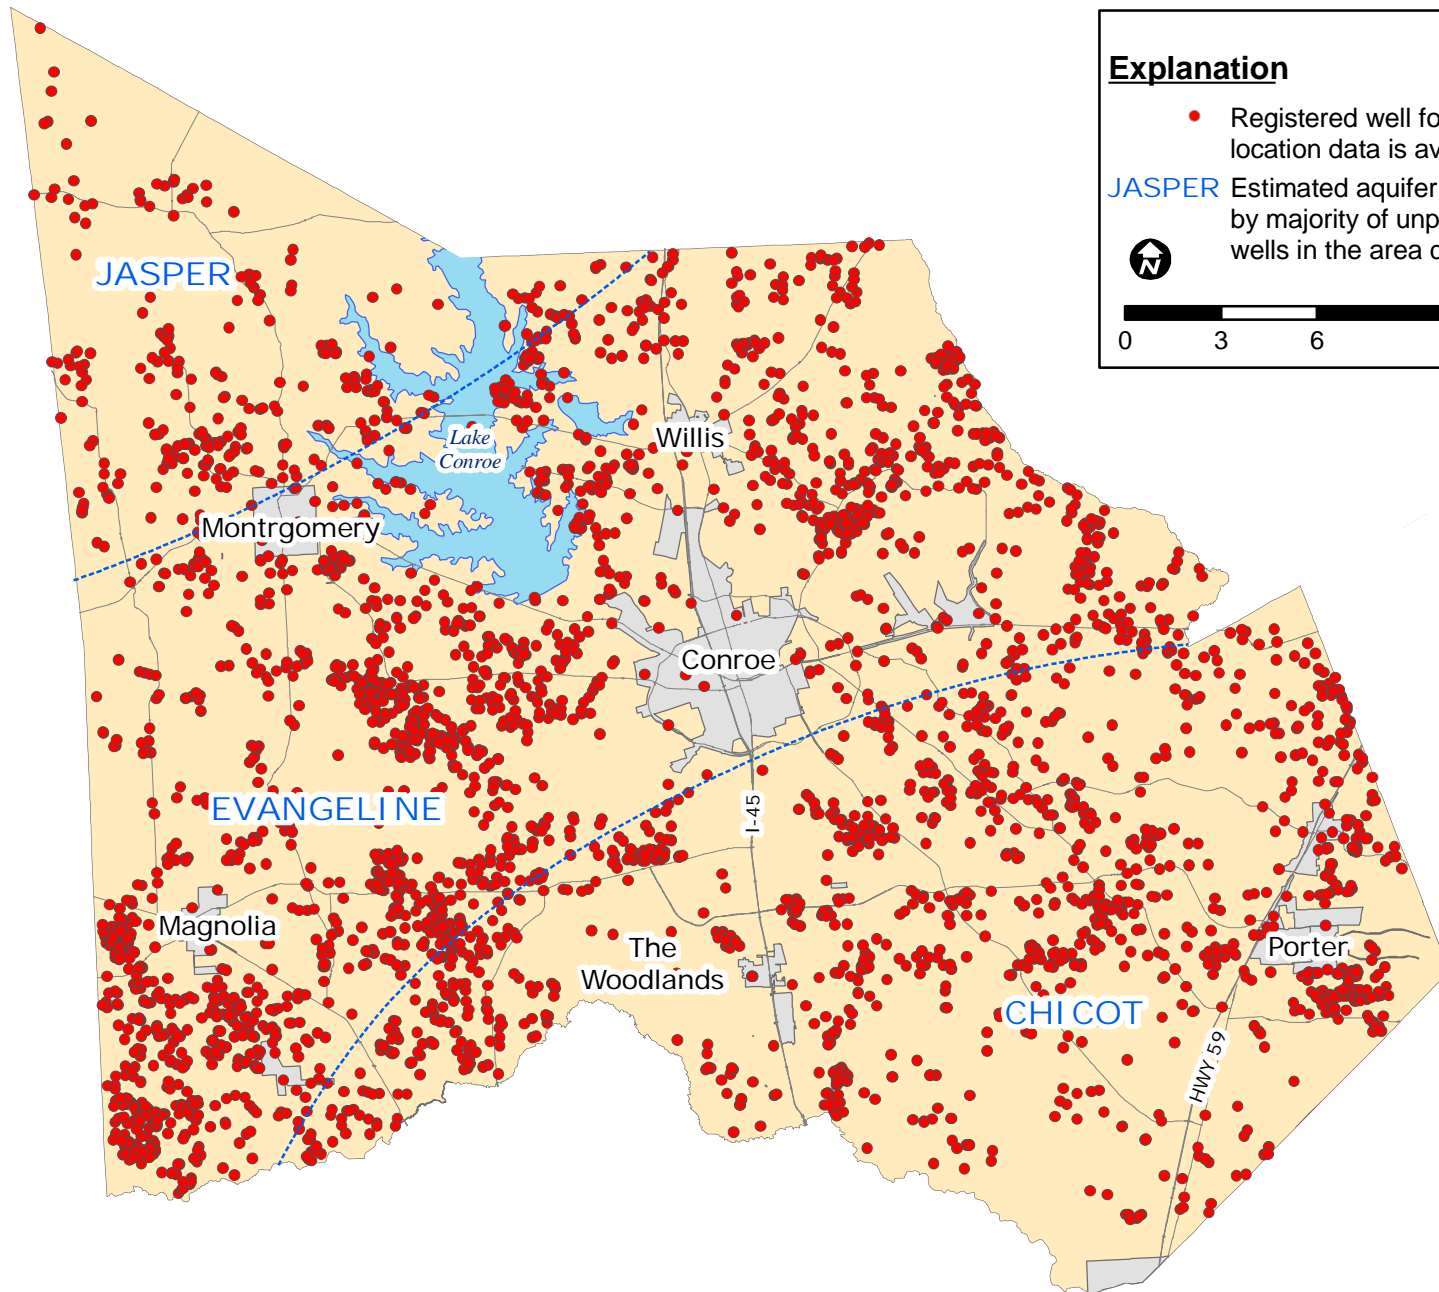 Explanation
Registered well fo
location data is av
JASPER Estimated aquifer
by majority of unp
wells in the area d
N
0 3 6
JASPER
Lake
Conroe
Willis
Montrgomery
Conroe
EVANGELINE
I-45
Magnolia
The
Woodlands
Porter
CHICOT
HWY 59